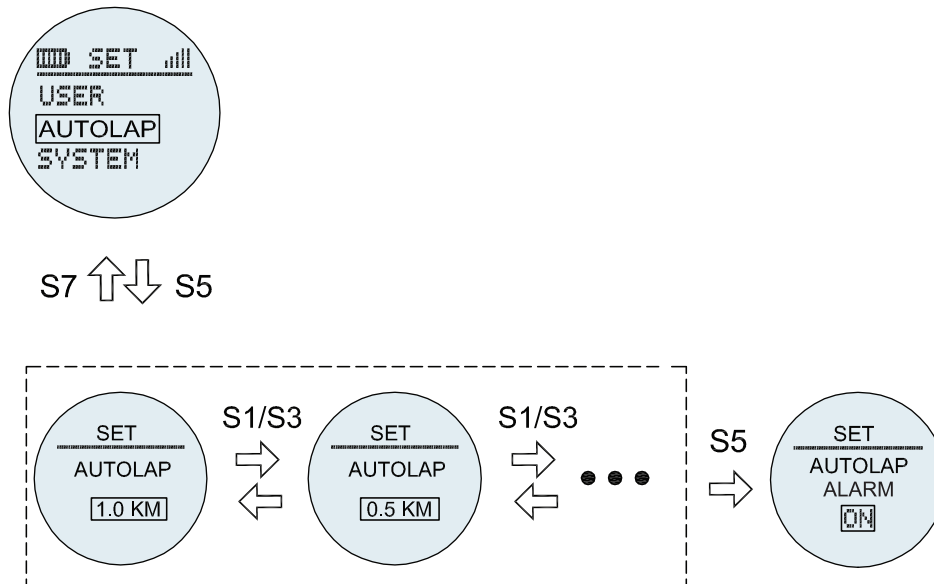 SET
USER
AUTOLAP
SYSTEM
S7 S5
S1/S3 S1/S3
S5
SET
AUTOLAP
1.0 KM
SET
AUTOLAP
0.5 KM
SET
AUTOLAP
ALARM
ON